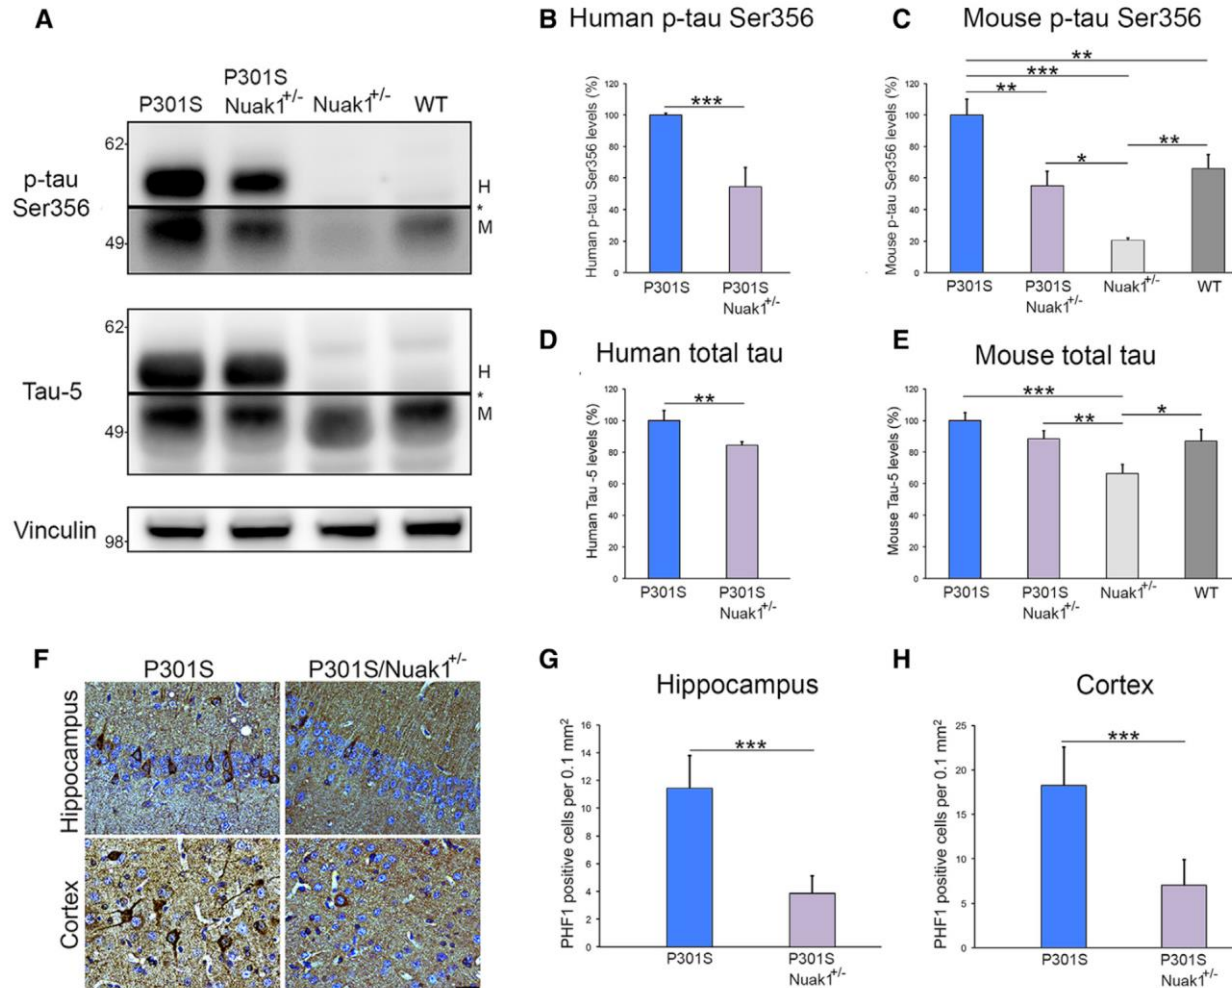 A
P301S
P301S
Nuak1+/-
Nuak1+/-
WT
p-tau
Ser356
62
49
H
*
M
Tau-5
62
49
H
*
M
Vinculin
98
B Human p-tau Ser356
Human p-tau Ser356 levels (%)
120
100
80
60
40
20
0
***
P301S
P301S
Nuak1+/-
C Mouse p-tau Ser356
Mouse p-tau Ser356 levels (%)
120
100
80
60
40
20
0
**
***
**
*
**
P301S
P301S
Nuak1+/-
Nuak1+/-
WT
D Human total tau
Human Tau -5 levels (%)
120
100
80
60
40
20
0
**
P301S
P301S
Nuak1+/-
E Mouse total tau
Mouse Tau-5 levels (%)
120
100
80
60
40
20
0
***
**
*
P301S
P301S
Nuak1+/-
Nuak1+/-
WT
F
P301S
P301S/Nuak1+/-
Hippocampus
Cortex
G Hippocampus
PHF1 positive cells per 0.1 mm²
16
14
12
10
8
6
4
2
0
***
P301S
P301S
Nuak1+/-
H Cortex
PHF1 positive cells per 0.1 mm²
25
20
15
10
5
0
***
P301S
P301S
Nuak1+/-